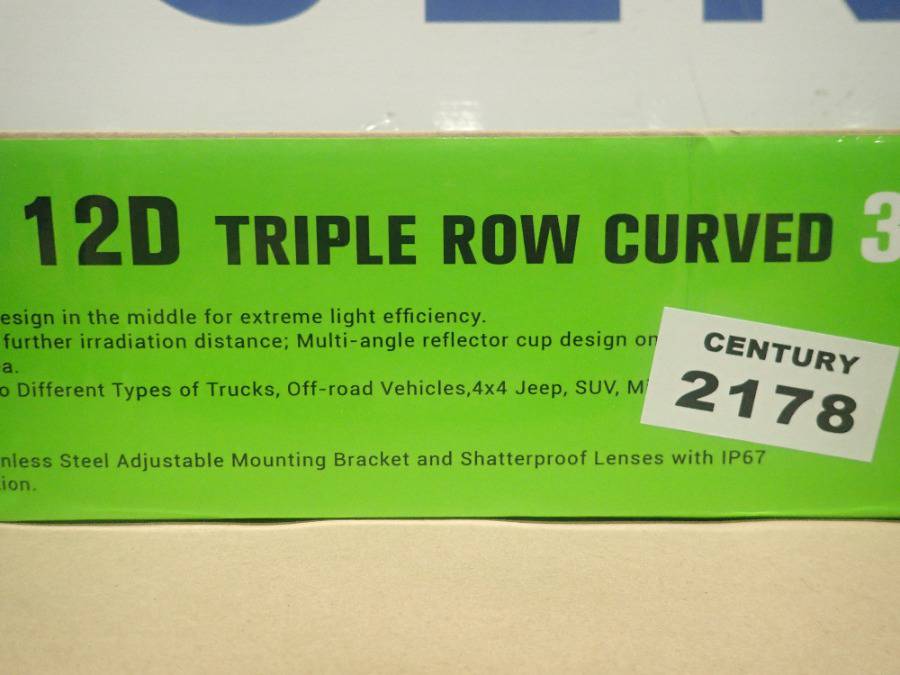 12D TRIPLE ROW CURVED 3
esign in the middle for extreme light efficiency.
further irradiation distance; Multi-angle reflector cup design on
a.
o Different Types of Trucks, Off-road Vehicles,4x4 Jeep, SUV, M
CENTURY
2178
nless Steel Adjustable Mounting Bracket and Shatterproof Lenses with IP67
ion.